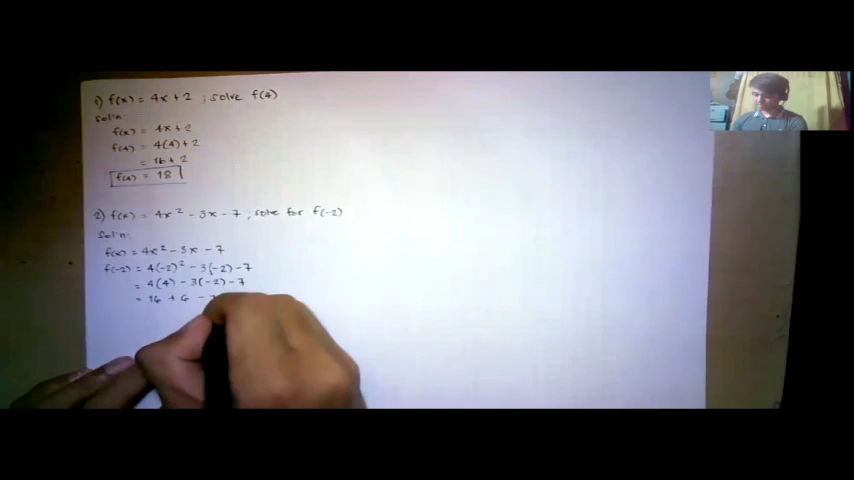 1) f(x) = 4x + 2 ; solve f(4)
sol'n:
f(x) = 4x + 2
f(4) = 4(4) + 2
= 16 + 2
f(4) = 18
2) f(x) = 4x² - 3x - 7 ; solve for f(-2)
sol'n:
f(x) = 4x² - 3x - 7
f(-2) = 4(-2)² - 3(-2) - 7
= 4(4) - 3(-2) - 7
= 16 + 6 - 7